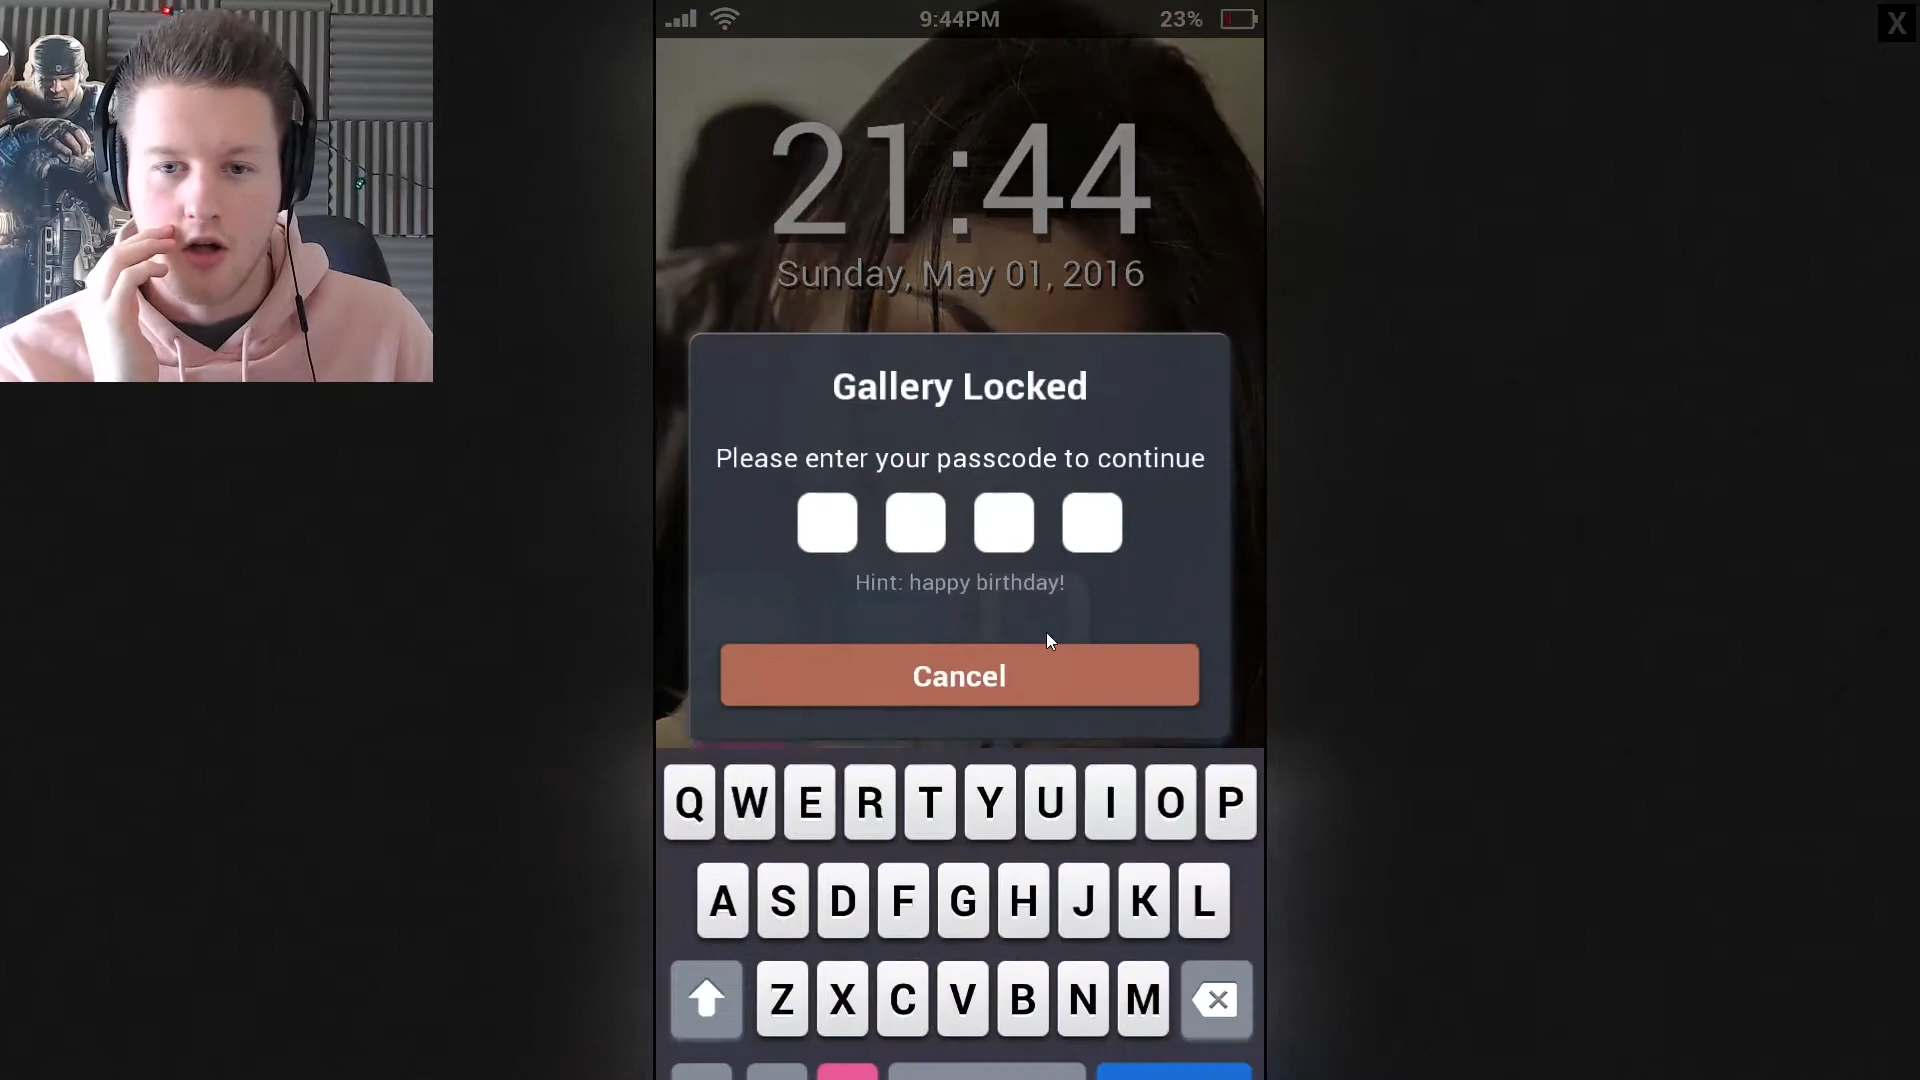 9:44PM
23%
X
21:44
Sunday, May 01, 2016
Gallery Locked
Please enter your passcode to continue
Hint: happy birthday!
Cancel
Q W E R T Y U I O P
A S D F G H J K L
Z X C V B N M